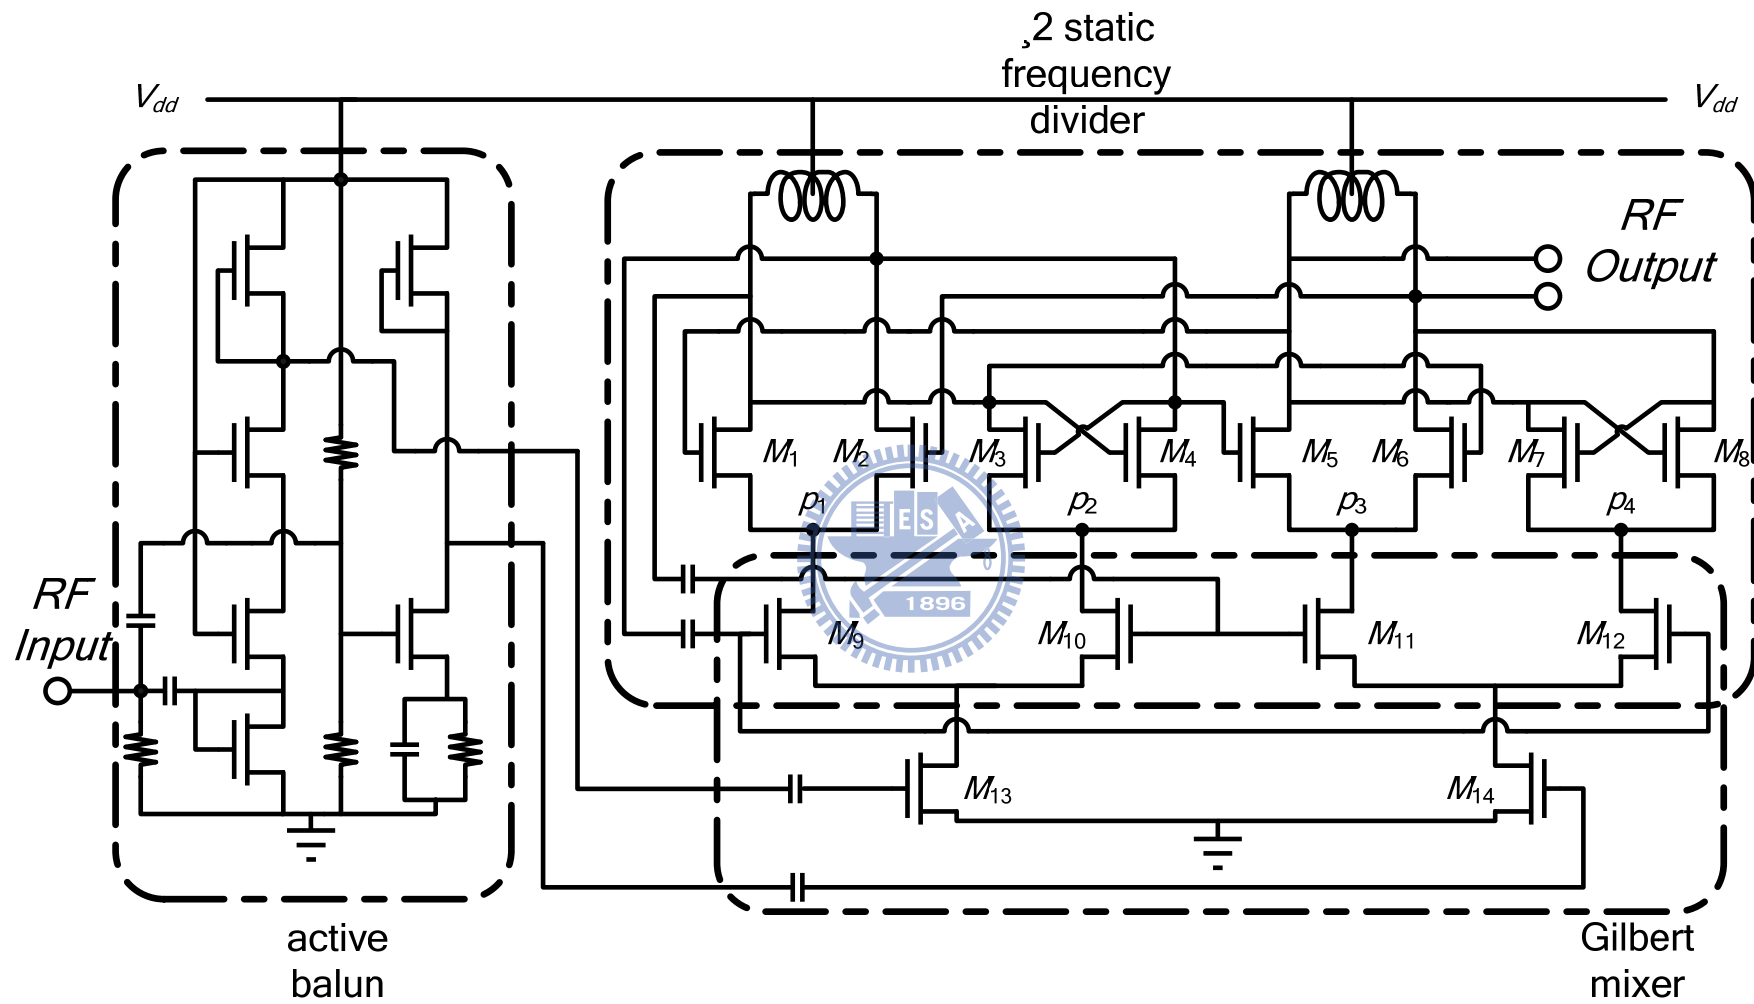 ¸2 static
frequency
divider
Vdd
Vdd
RF
Output
M1
M2
M3
M4
M5
M6
M7
M8
p1
p2
p3
p4
E S A
1896
RF
Input
M9
M10
M11
M12
M13
M14
active
balun
Gilbert
mixer